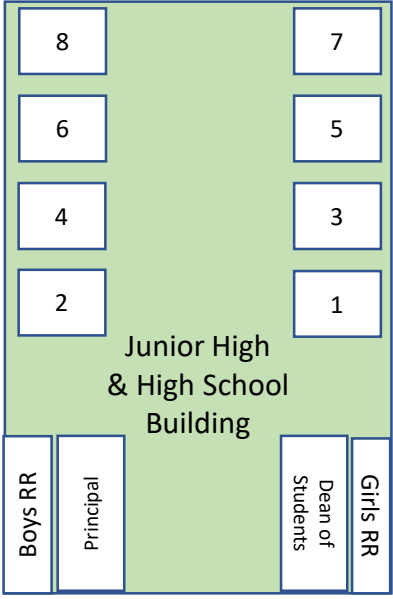 8
7
6
5
4
3
2
1
Junior High
& High School
Building
Boys RR
Principal
Dean of
Students
Girls RR